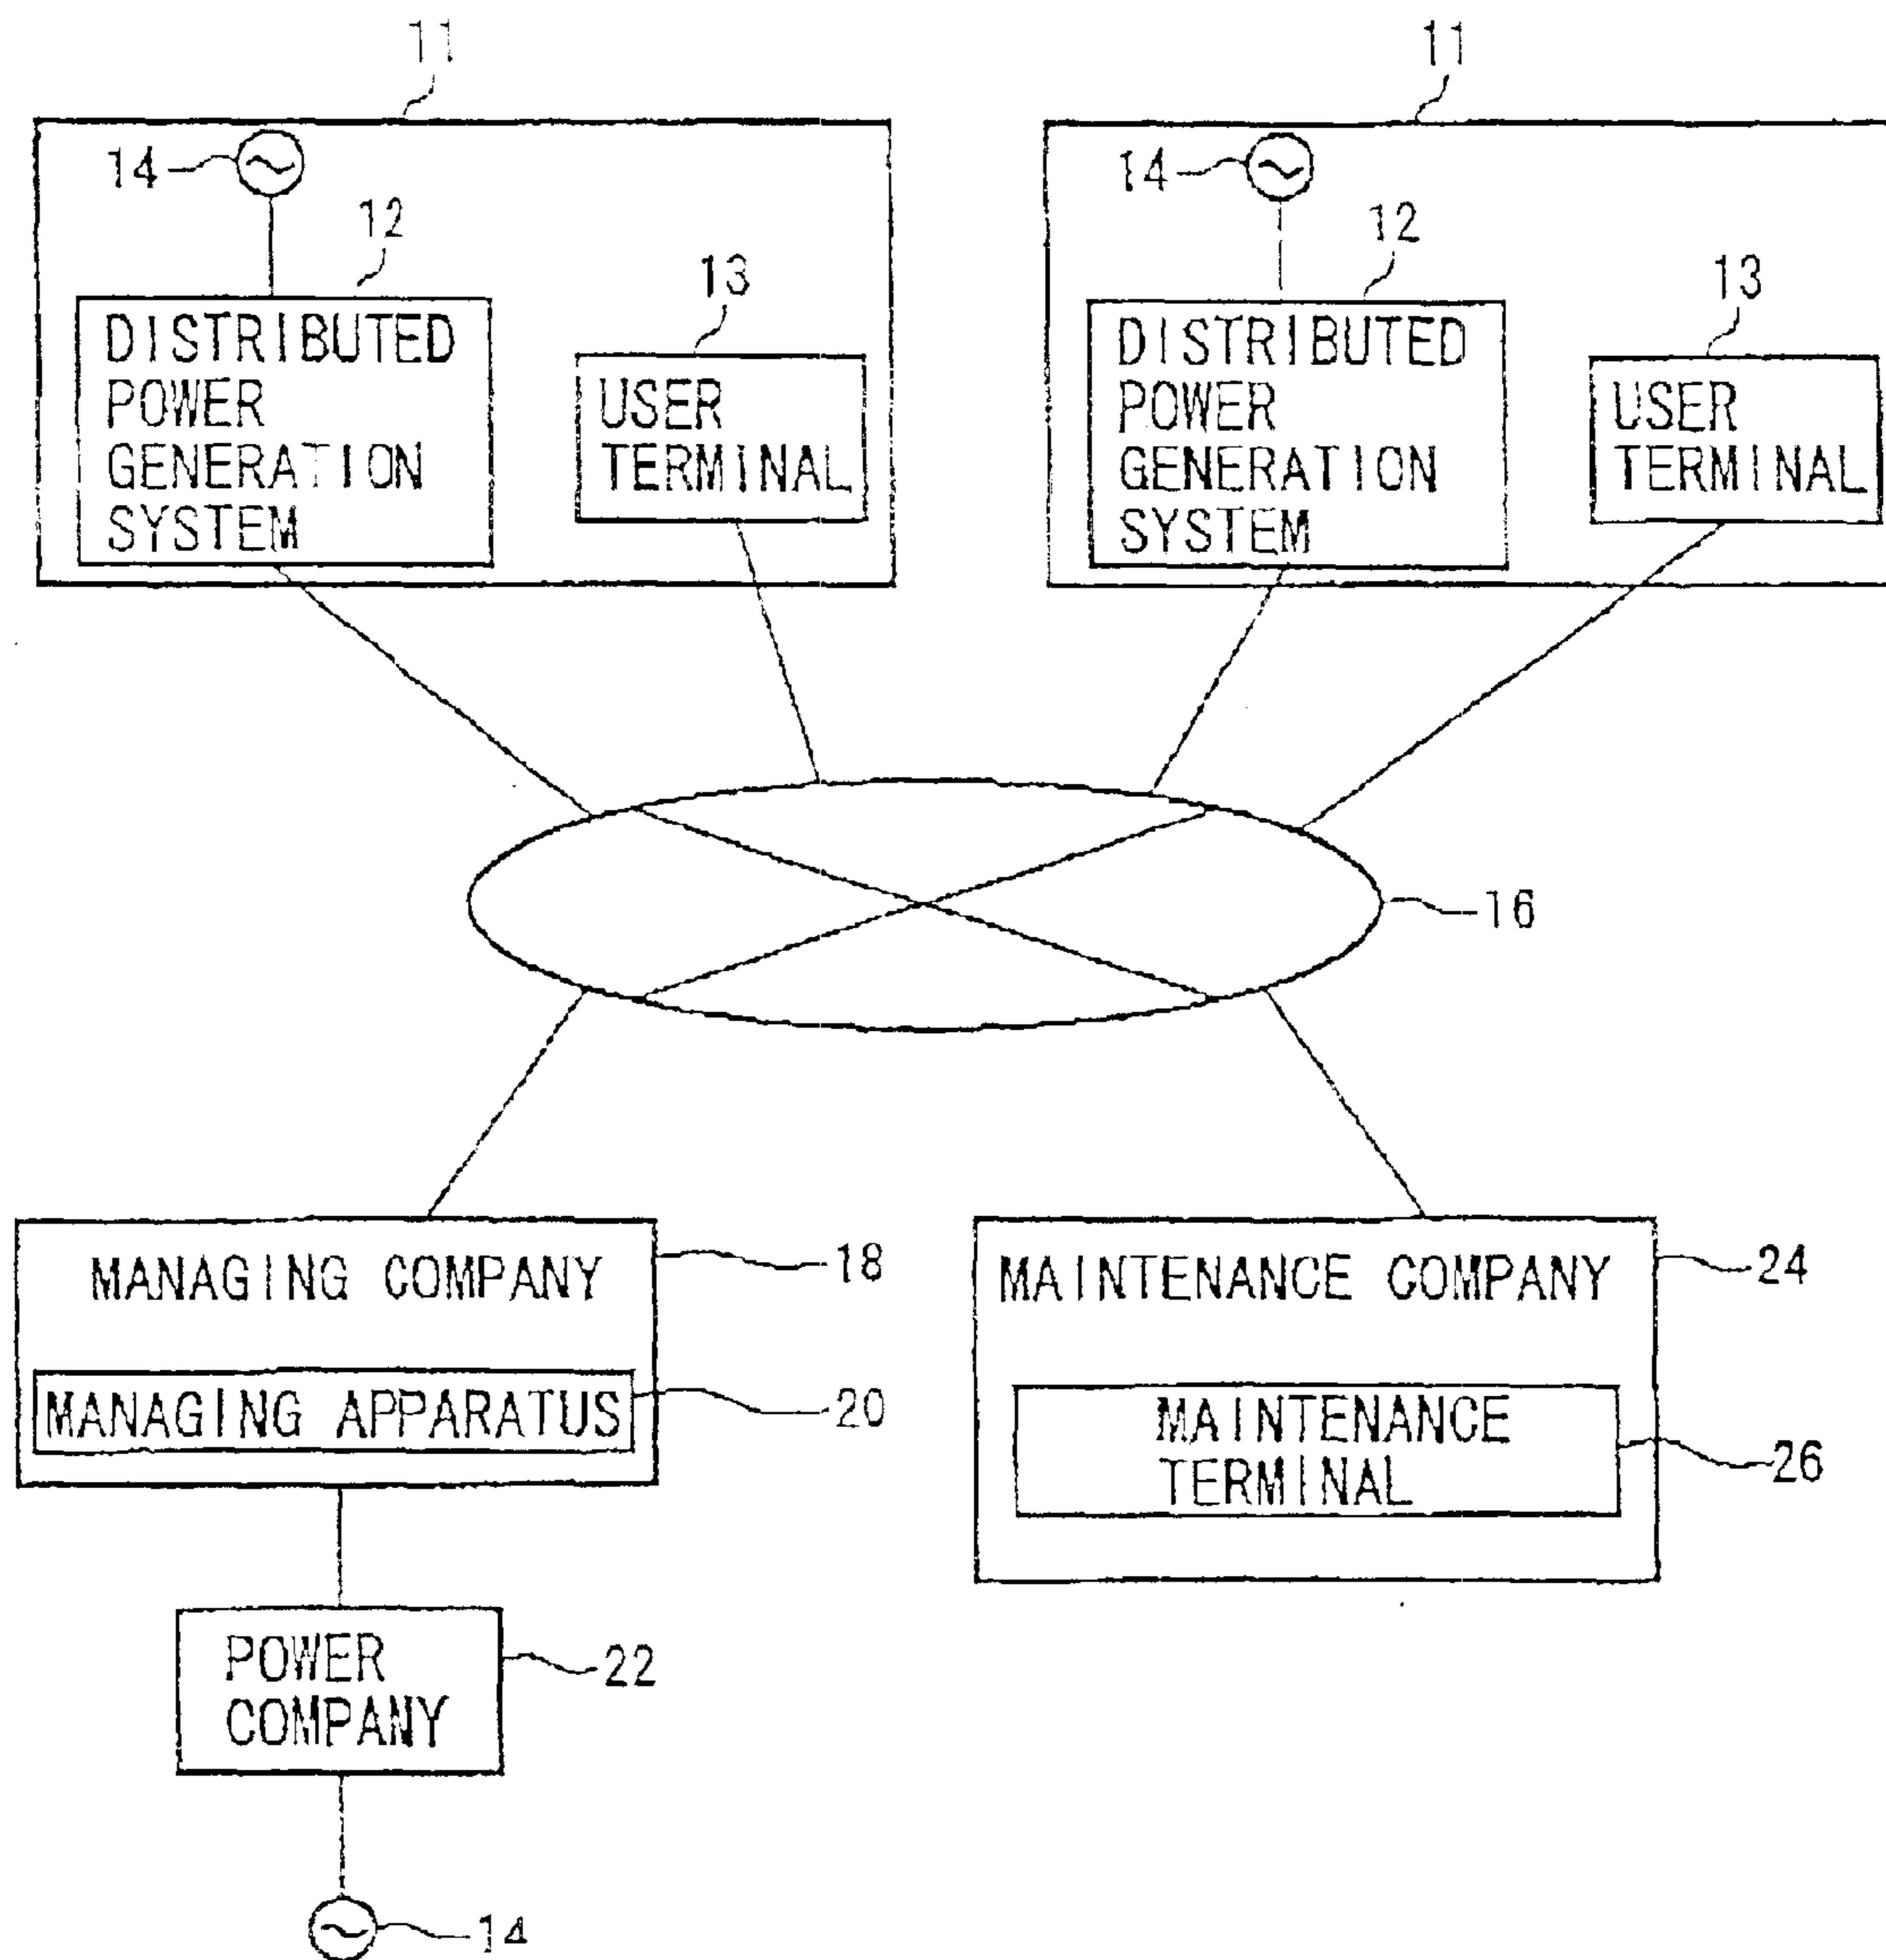 11
11
14
14
12
12
13
13
DISTRIBUTED
POWER
GENERATION
SYSTEM
USER
TERMINAL
DISTRIBUTED
POWER
GENERATION
SYSTEM
USER
TERMINAL
16
MANAGING COMPANY
18
MANAGING APPARATUS
20
MAINTENANCE COMPANY
24
MAINTENANCE
TERMINAL
26
POWER
COMPANY
22
14